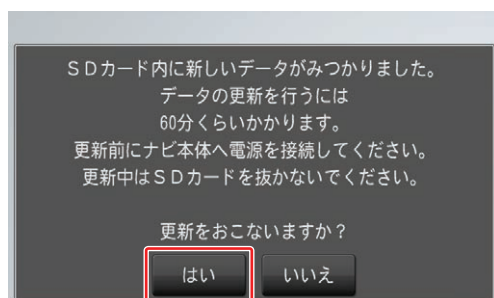 ＳＤカード内に新しいデータがみつかりました。
データの更新を行うには
60分くらいかかります。
更新前にナビ本体へ電源を接続してください。
更新中はＳＤカードを抜かないでください。
更新をおこないますか？
はい いいえ